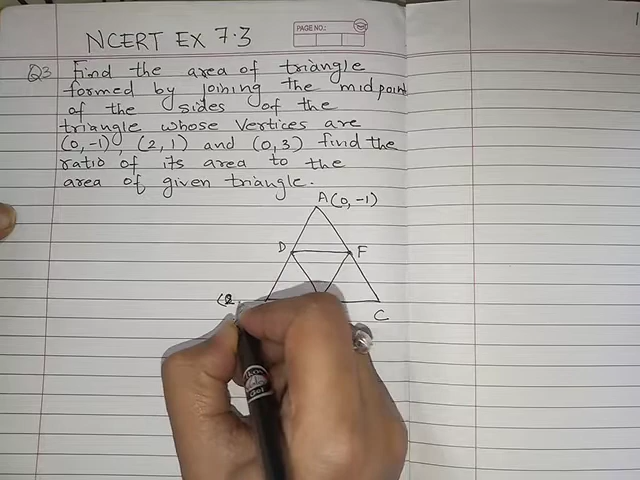 NCERT EX 7.3
PAGE NO.:
Q3 Find the area of triangle
formed by joining the midpoint
of the sides of the
triangle whose vertices are
(0,-1), (2,1) and (0,3) find the
ratio of its area to the
area of given triangle.
A(0,-1)
D F
(2
C